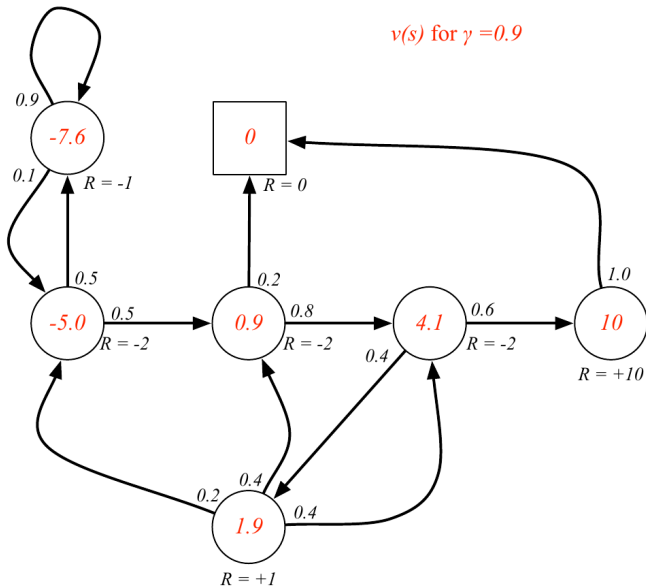 v(s) for γ =0.9
0.9
-7.6
0
0.1
R = -1
R = 0
0.5
0.2
1.0
-5.0
0.5
0.9
0.8
4.1
0.6
10
R = -2
R = -2
R = -2
0.4
R = +10
0.2
0.4
0.4
1.9
R = +1